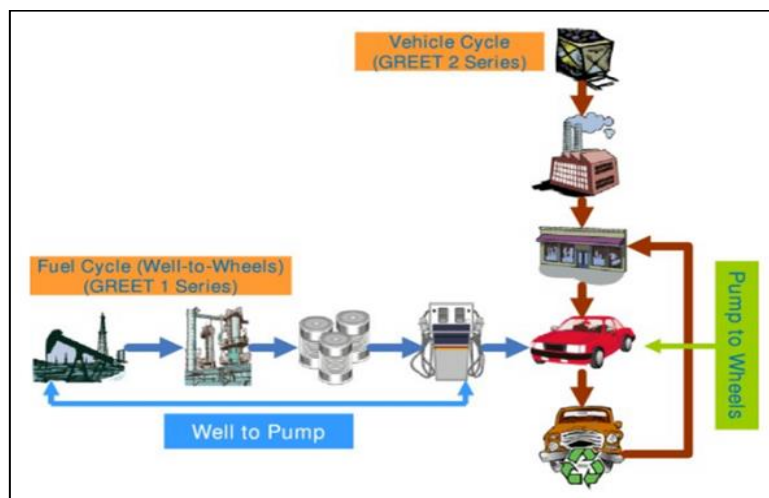 Vehicle Cycle
(GREET 2 Series)
Fuel Cycle (Well-to-Wheels)
(GREET 1 Series)
Well to Pump
Pump to Wheels